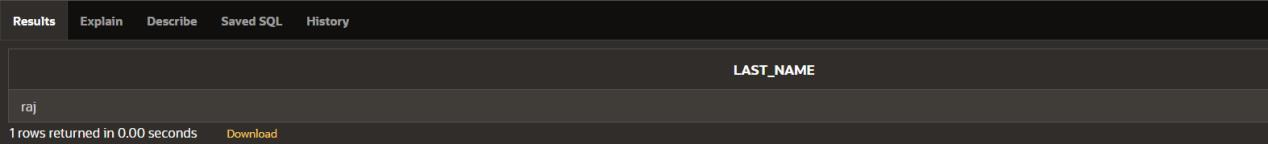 Results Explain Describe Saved SQL History
LAST_NAME
raj
1 rows returned in 0.00 seconds Download